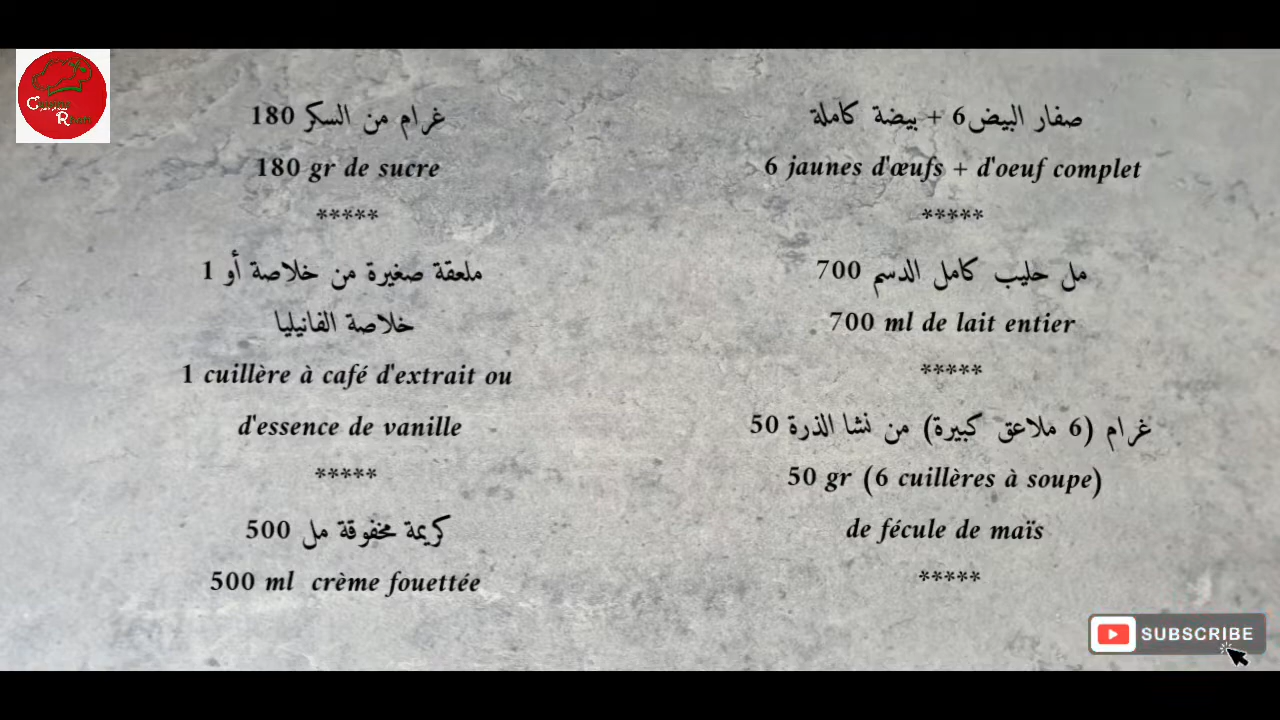 غرام من السكر 180
180 gr de sucre
*****
ملعقة صغيرة من خلاصة أو 1
خلاصة الفانيليا
1 cuillère à café d'extrait ou
d'essence de vanille
*****
كريمة مخفوقة مل 500
500 ml crème fouettée
صفار البيض6 + بيضة كاملة
6 jaunes d'œufs + d'oeuf complet
*****
مل حليب كامل الدسم 700
700 ml de lait entier
*****
غرام (6 ملاعق كبيرة) من نشا الذرة 50
50 gr (6 cuillères à soupe)
de fécule de maïs
*****
SUBSCRIBE